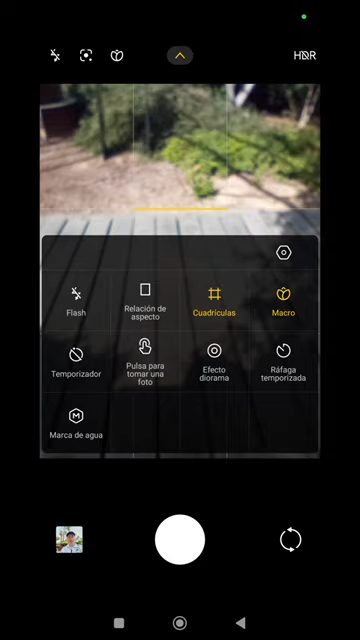 HDR
Flash
Relación de
aspecto
Cuadrículas
Macro
Temporizador
Pulsa para
tomar una
foto
Efecto
diorama
Ráfaga
temporizada
Marca de agua